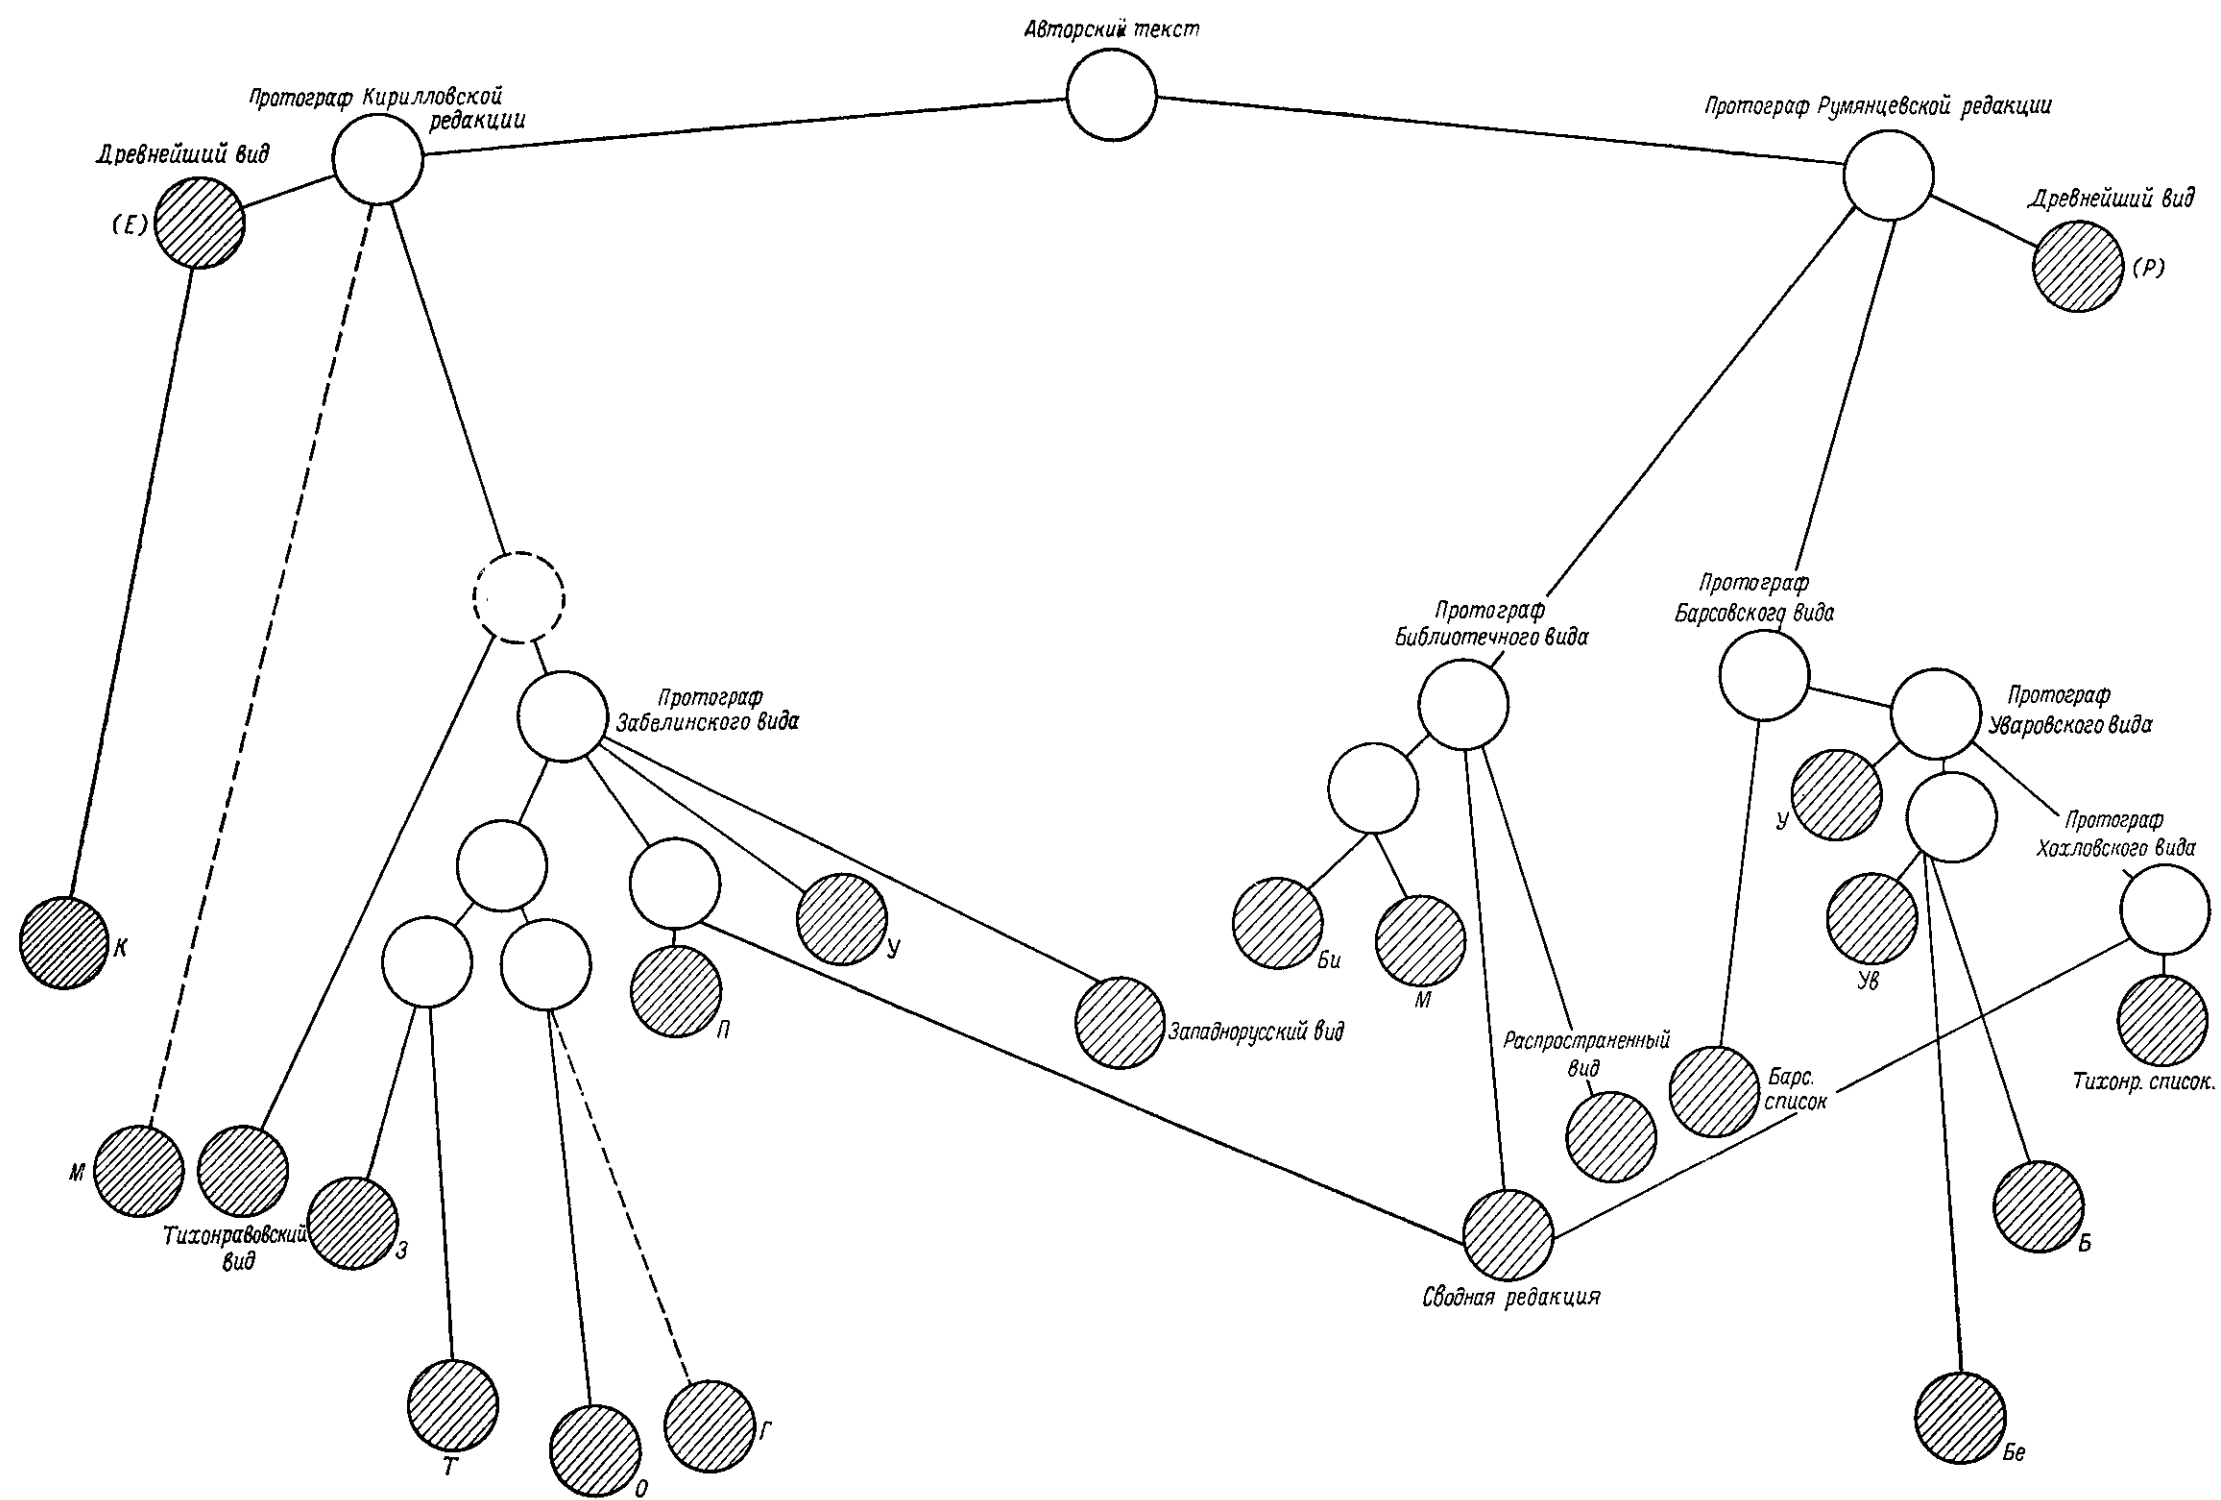 Авторский текст
Протограф Кирилловской
редакции
Протограф Румянцевской редакции
Древнейший вид
(Е)
Древнейший вид
(Р)
Протограф
Барсовского вида
Протограф
Библиотечного вида
Протограф
Забелинского вида
Протограф
Уваровского вида
У
Протограф
Хохловского вида
К
У
Би
М
Ув
П
Западнорусский вид
Распространенный
вид
Барс.
список
Тихонр. список.
М
Тихонравовский
вид
З
Б
Сводная редакция
Т
О
Г
Бе